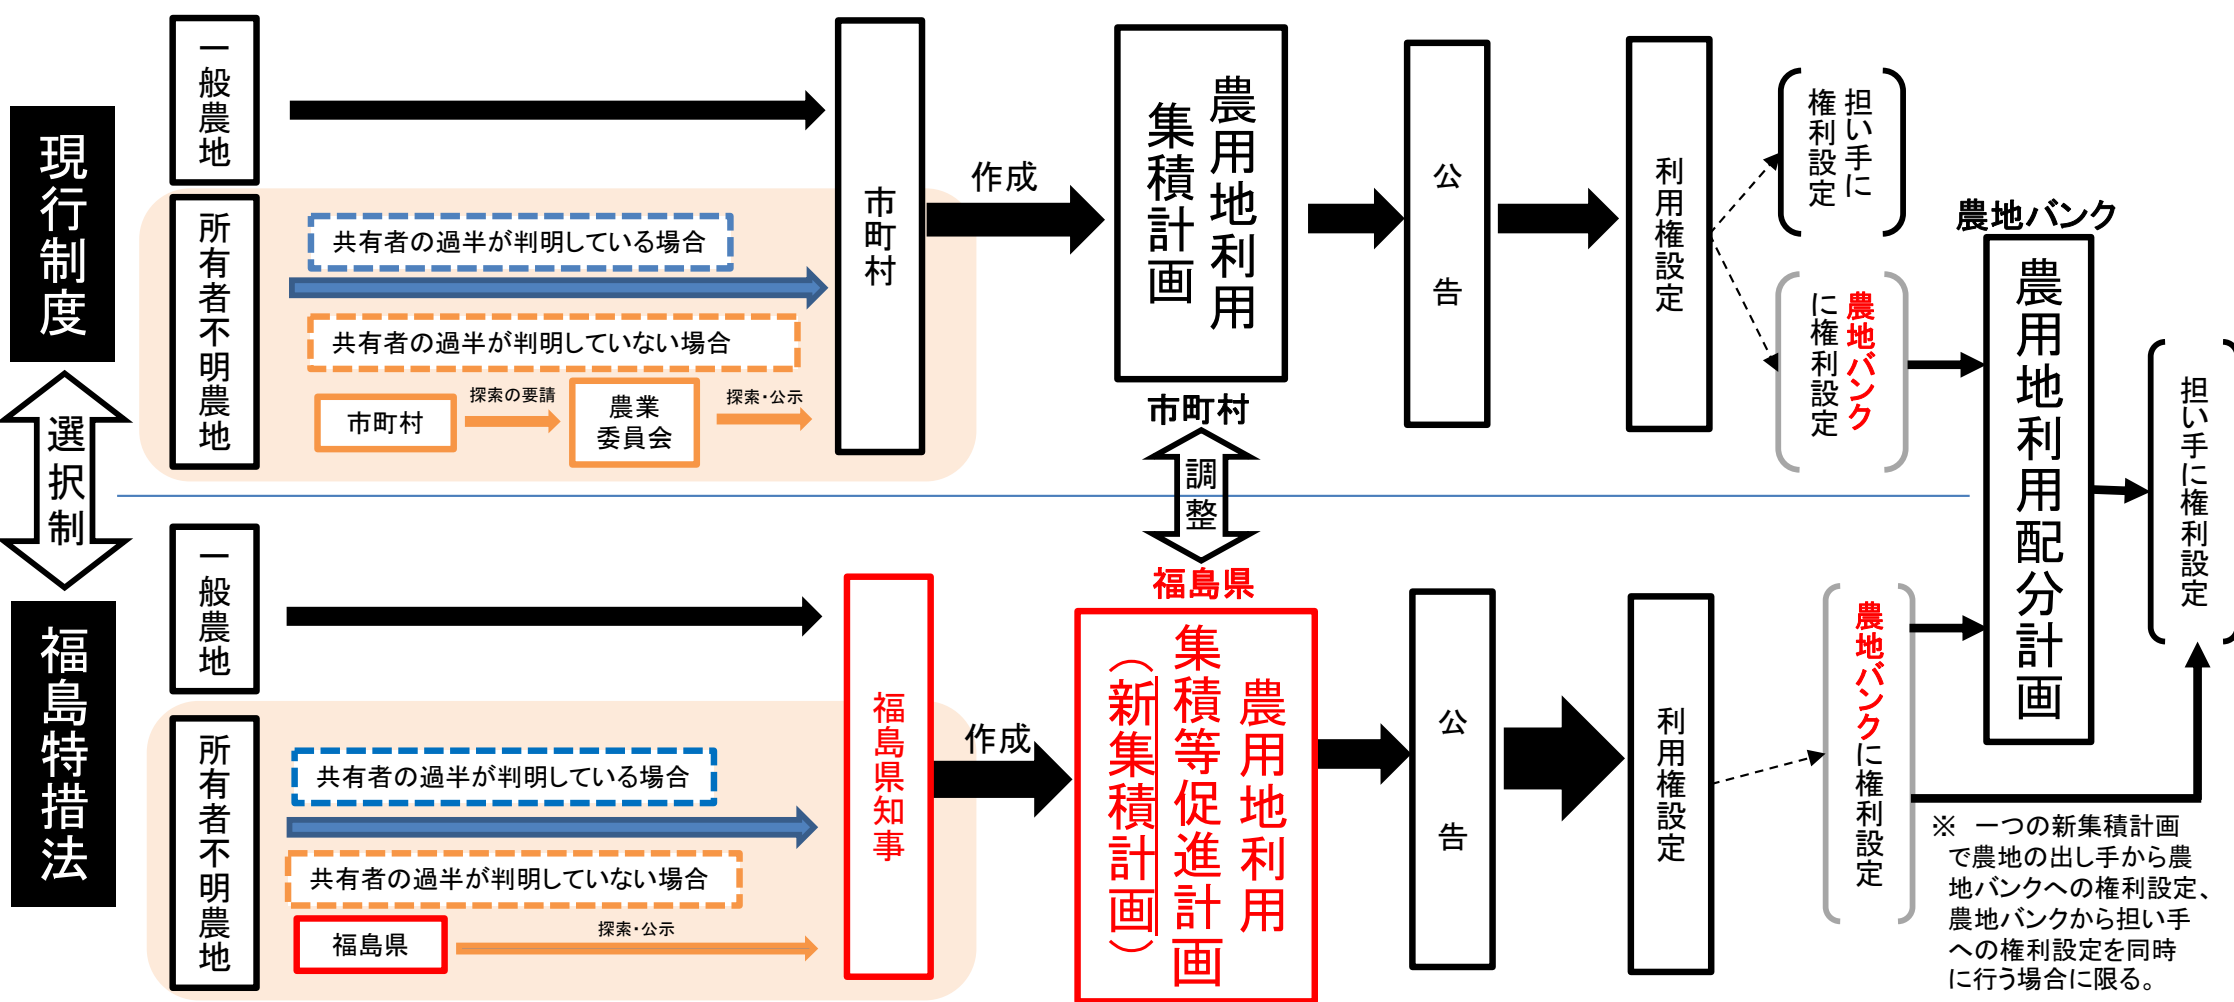 現行制度
選択制
福島特措法
一般農地
所有者不明農地
共有者の過半が判明している場合
共有者の過半が判明していない場合
市町村
探索の要請
農業
委員会
探索・公示
市町村
作成
農用地利用
集積計画
市町村
公告
利用権設定
担い手に
権利設定
農地バンク
に権利設定
農地バンク
農用地利用配分計画
担い手に権利設定
調整
一般農地
所有者不明農地
共有者の過半が判明している場合
共有者の過半が判明していない場合
福島県
探索・公示
福島県知事
作成
福島県
農用地利用
集積等促進計画
（新集積計画）
公告
利用権設定
農地バンクに権利設定
※　一つの新集積計画
で農地の出し手から農
地バンクへの権利設定、
農地バンクから担い手
への権利設定を同時
に行う場合に限る。